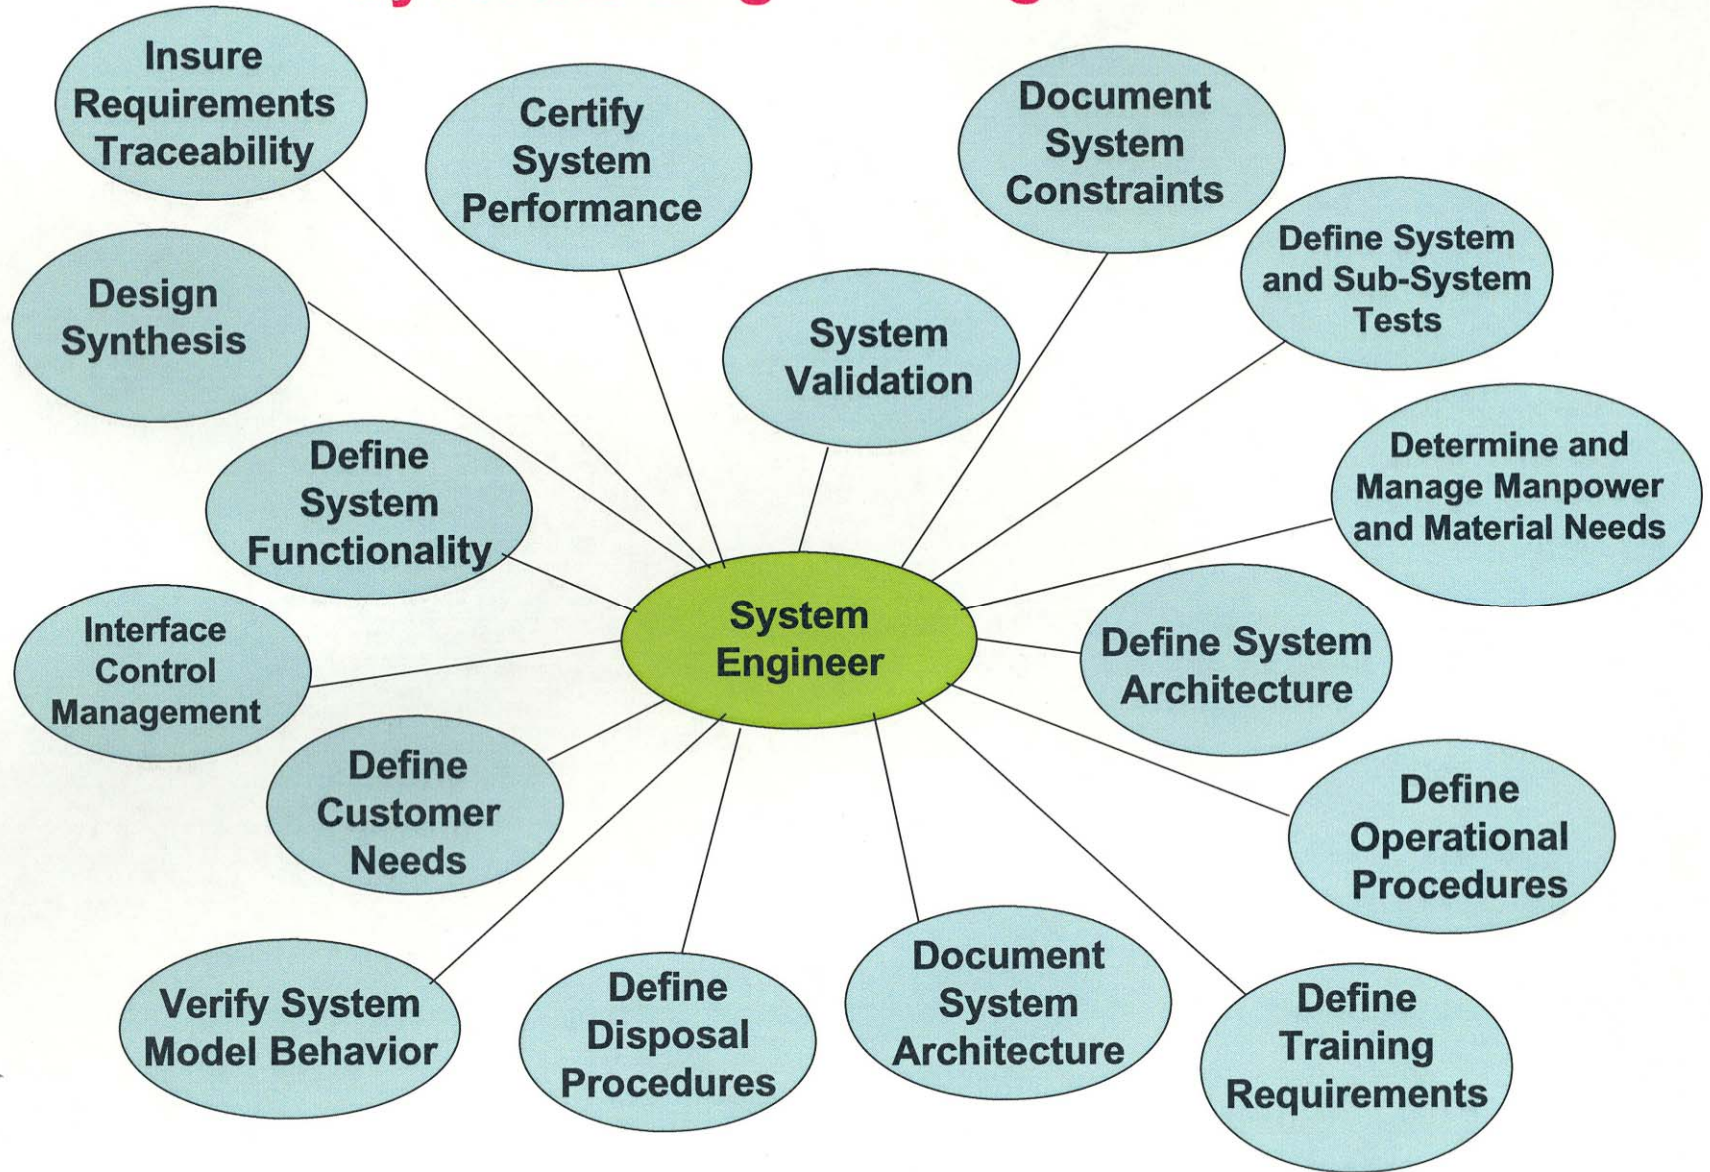 Insure
Requirements
Traceability
Certify
System
Performance
Document
System
Constraints
Define System
and Sub-System
Tests
Design
Synthesis
System
Validation
Determine and
Manage Manpower
and Material Needs
Define
System
Functionality
System
Engineer
Interface
Control
Management
Define System
Architecture
Define
Customer
Needs
Define
Operational
Procedures
Verify System
Model Behavior
Define
Disposal
Procedures
Document
System
Architecture
Define
Training
Requirements